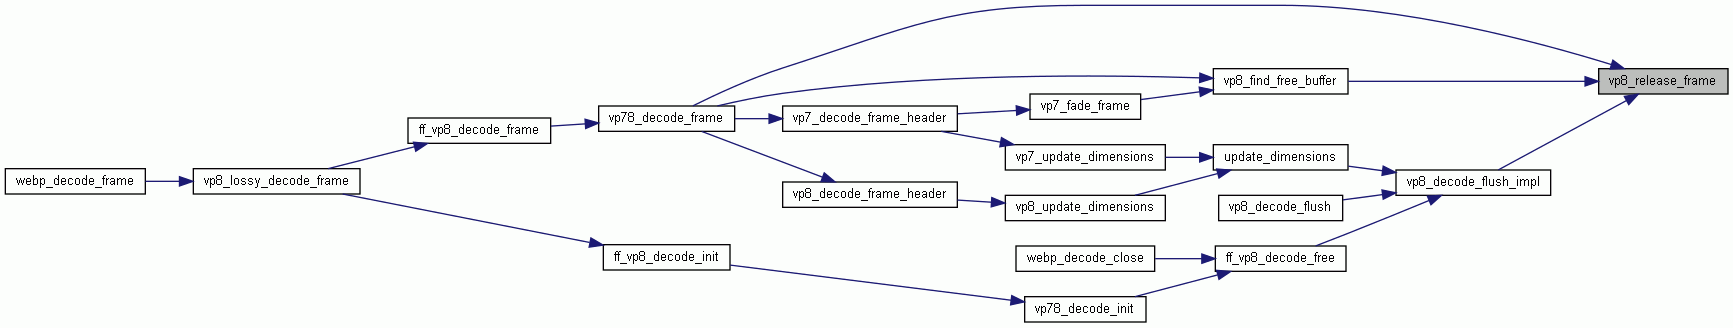 webp_decode_frame
vp8_lossy_decode_frame
ff_vp8_decode_frame
vp78_decode_frame
vp7_decode_frame_header
vp7_fade_frame
vp8_find_free_buffer
vp8_release_frame
vp7_update_dimensions
update_dimensions
vp8_decode_flush_impl
vp8_decode_frame_header
vp8_update_dimensions
vp8_decode_flush
ff_vp8_decode_init
webp_decode_close
ff_vp8_decode_free
vp78_decode_init